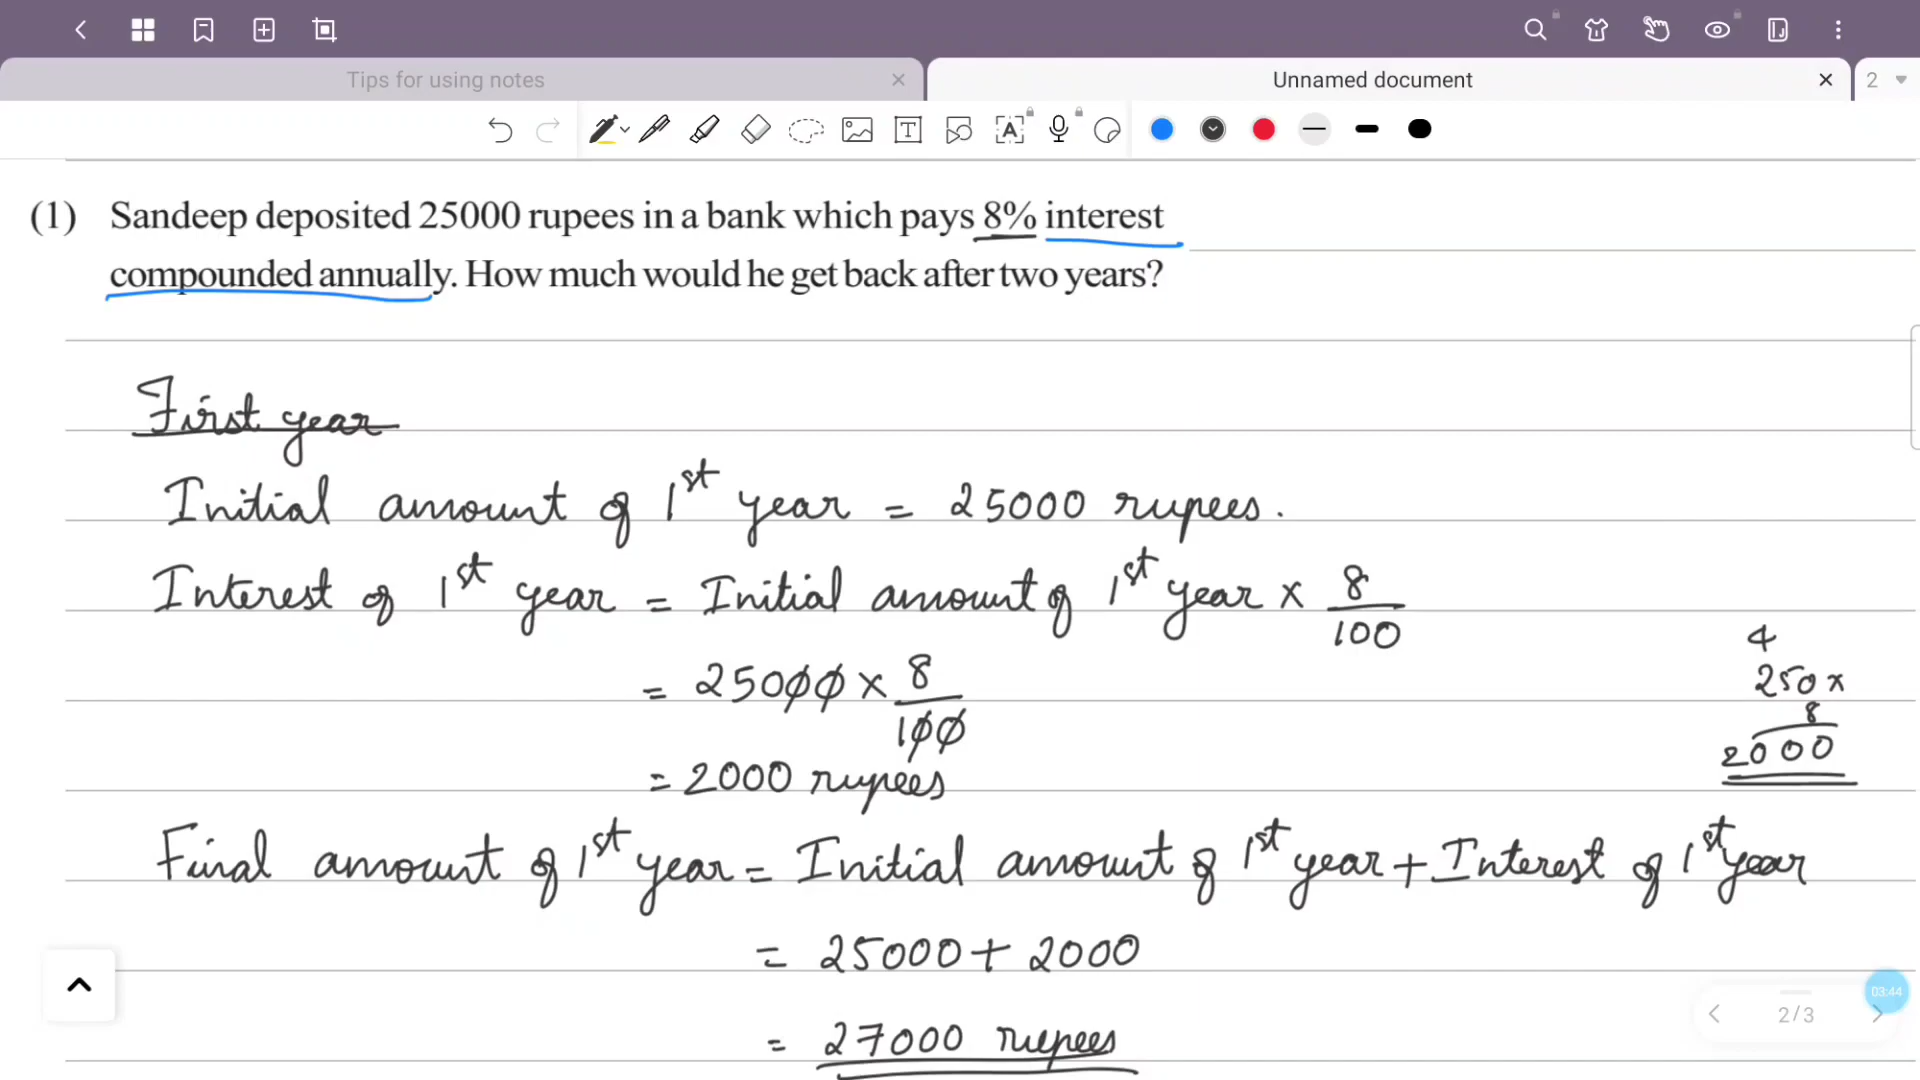 Tips for using notes
Unnamed document
2
(1) Sandeep deposited 25000 rupees in a bank which pays 8% interest
compounded annually. How much would he get back after two years?
First year
Initial amount of 1st year = 25000 rupees.
Interest of 1st year = Initial amount of 1st year x 8/100
= 25000 x 8/100
= 2000 rupees
4
250 x
8
2000
Final amount of 1st year = Initial amount of 1st year + Interest of 1st year
= 25000 + 2000
= 27000 rupees
03:44
2/3